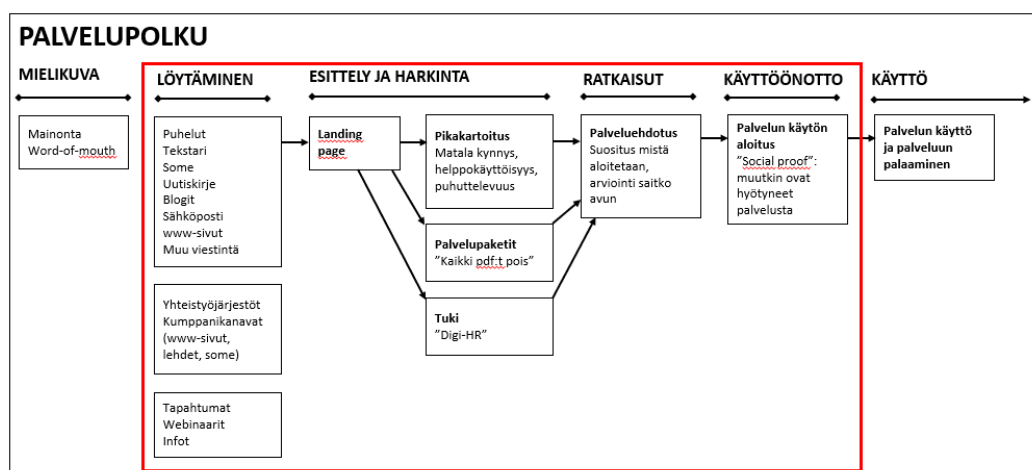 PALVELUPOLKU
MIELIKUVA
LÖYTÄMINEN
ESITTELY JA HARKINTA
RATKAISUT
KÄYTTÖÖNOTTO
KÄYTTÖ
Mainonta
Word-of-mouth
Puhelut
Tekstari
Some
Uutiskirje
Blogit
Sähköposti
www-sivut
Muu viestintä
Yhteistyöjärjestöt
Kumppanikanavat
(www-sivut,
lehdet, some)
Tapahtumat
Webinaarit
Infot
Landing
page
Pikakartoitus
Matala kynnys,
helppokäyttöisyys,
puhuttelevuus
Palvelupaketit
"Kaikki pdf:t pois"
Tuki
"Digi-HR"
Palveluehdotus
Suositus mistä
aloitetaan,
arviointi saitko
avun
Palvelun käytön
aloitus
"Social proof":
muutkin ovat
hyötyneet
palvelusta
Palvelun käyttö
ja palveluun
palaaminen